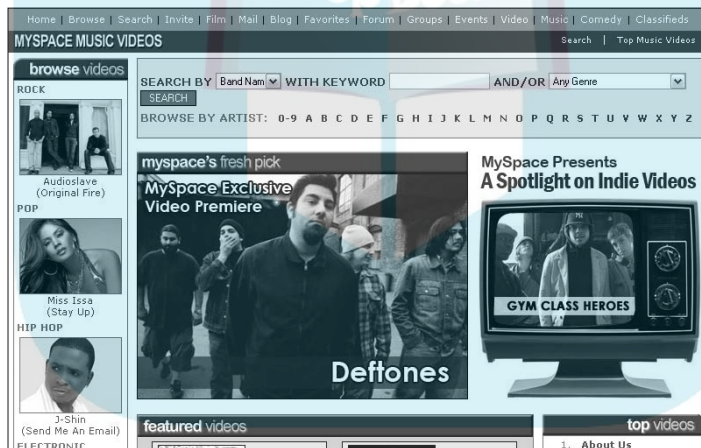 Home | Browse | Search | Invite | Film | Mail | Blog | Favorites | Forum | Groups | Events | Video | Music | Comedy | Classifieds
MYSPACE MUSIC VIDEOS
Search | Top Music Videos
browse videos
ROCK
Audioslave
(Original Fire)
POP
Miss Issa
(Stay Up)
HIP HOP
J-Shin
(Send Me An Email)
ELECTRONIC
SEARCH BY Band Nam WITH KEYWORD AND/OR Any Genre
SEARCH
BROWSE BY ARTIST: 0-9 A B C D E F G H I J K L M N O P Q R S T U V W X Y Z
myspace's fresh pick
MySpace Exclusive
Video Premiere
Deftones
MySpace Presents
A Spotlight on Indie Videos
GYM CLASS HEROES
featured videos
top videos
1. About Us